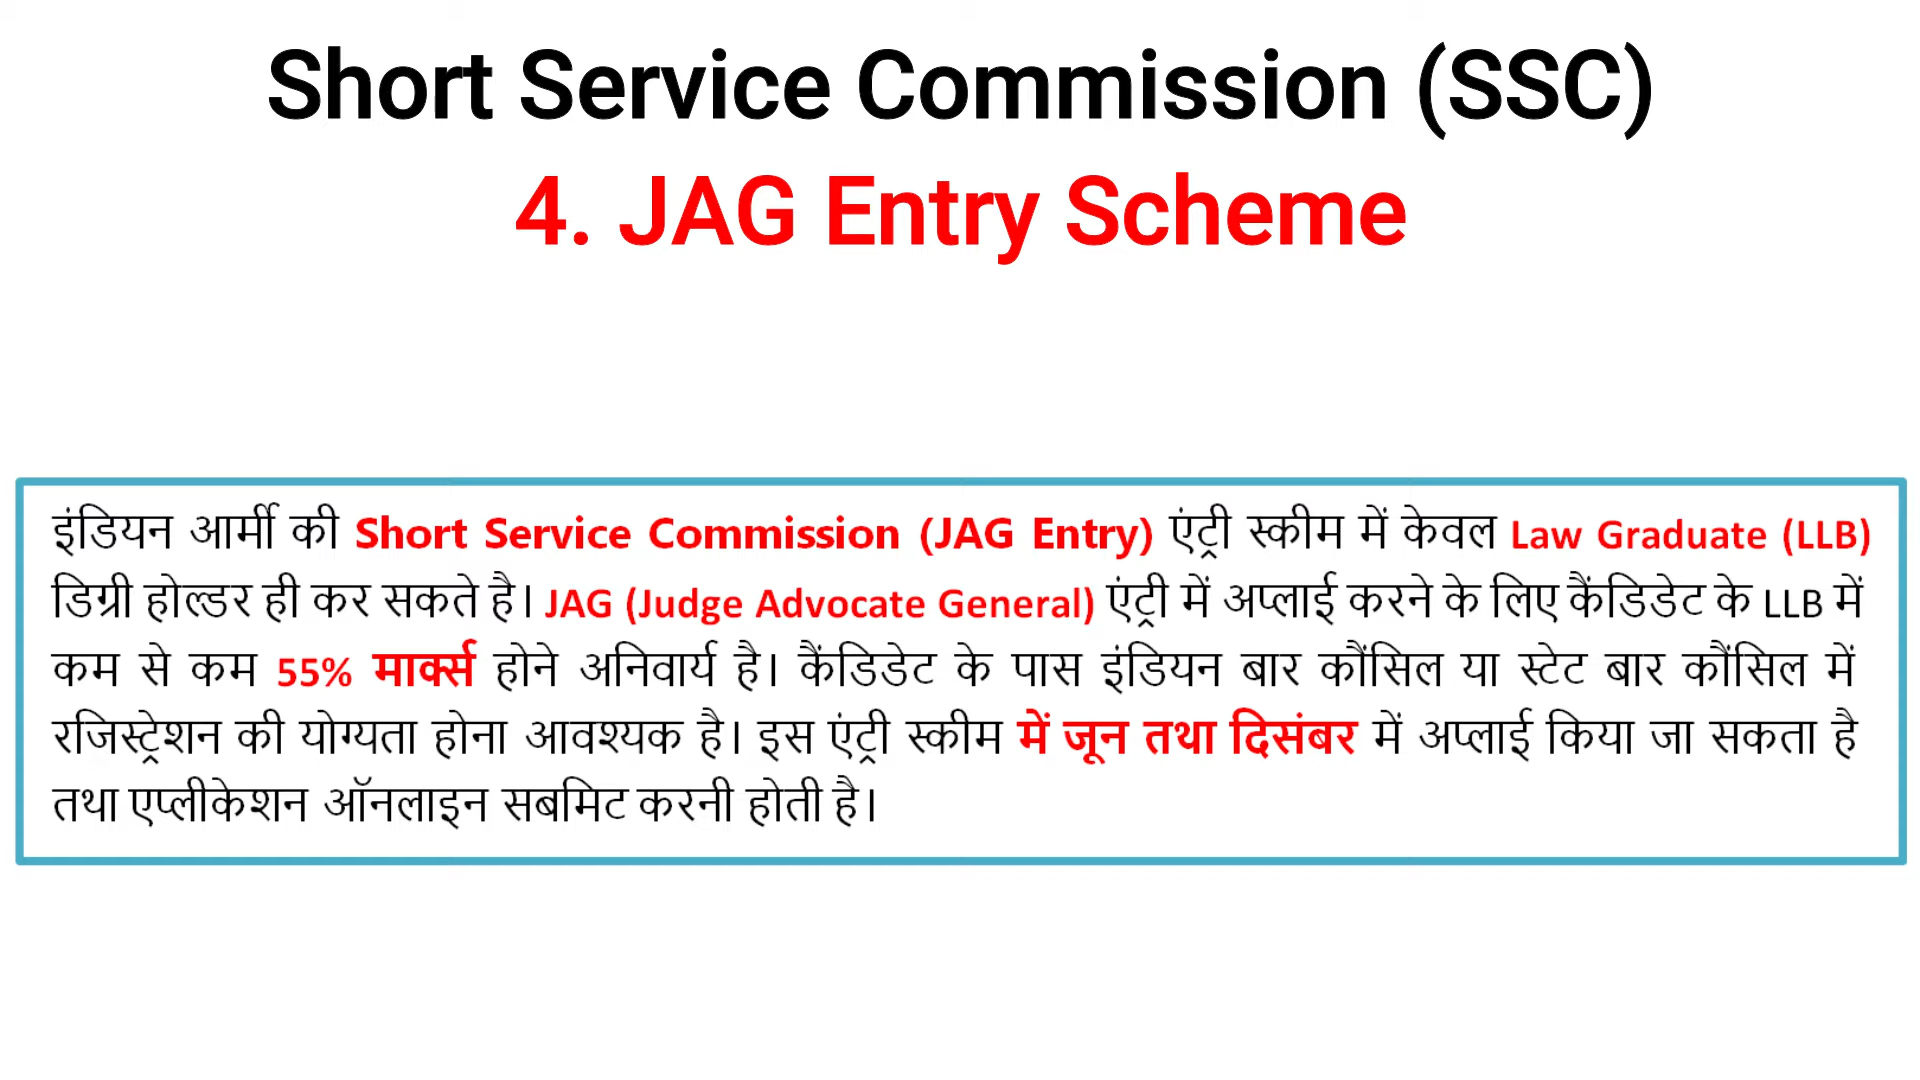 Short Service Commission (SSC)
4. JAG Entry Scheme
इंडियन आर्मी की Short Service Commission (JAG Entry) एंट्री स्कीम में केवल Law Graduate (LLB)
डिग्री होल्डर ही कर सकते है। JAG (Judge Advocate General) एंट्री में अप्लाई करने के लिए कैंडिडेट के LLB में
कम से कम 55% मार्क्स होने अनिवार्य है। कैंडिडेट के पास इंडियन बार कौंसिल या स्टेट बार कौंसिल में
रजिस्ट्रेशन की योग्यता होना आवश्यक है। इस एंट्री स्कीम में जून तथा दिसंबर में अप्लाई किया जा सकता है
तथा एप्लीकेशन ऑनलाइन सबमिट करनी होती है।